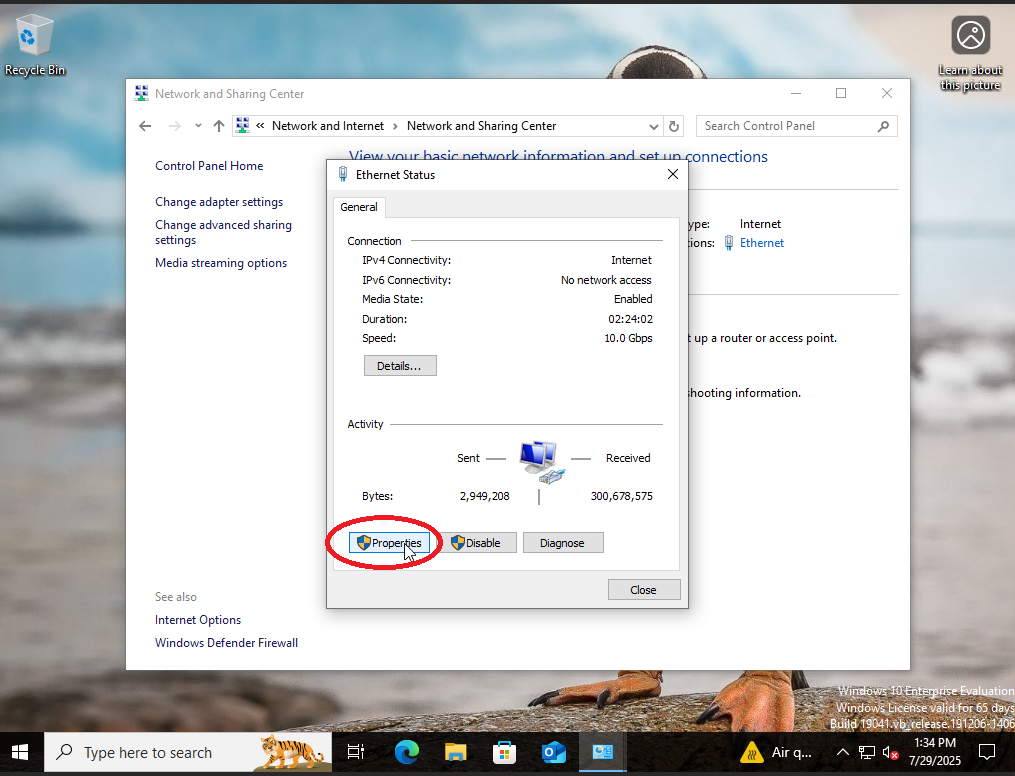 Recycle Bin
Learn about
this picture
Network and Sharing Center
« Network and Internet › Network and Sharing Center
Search Control Panel
Control Panel Home
Change adapter settings
Change advanced sharing
settings
Media streaming options
See also
Internet Options
Windows Defender Firewall
View your basic network information and set up connections
ype: Internet
ions: Ethernet
t up a router or access point.
shooting information.
Ethernet Status
General
Connection
IPv4 Connectivity: Internet
IPv6 Connectivity: No network access
Media State: Enabled
Duration: 02:24:02
Speed: 10.0 Gbps
Details...
Activity
Sent Received
Bytes: 2,949,208 300,678,575
Properties Disable Diagnose
Close
Windows 10 Enterprise Evaluation
Windows License valid for 65 days
Build 19041.vb_release.191206-1406
Type here to search
Air q...
1:34 PM
7/29/2025